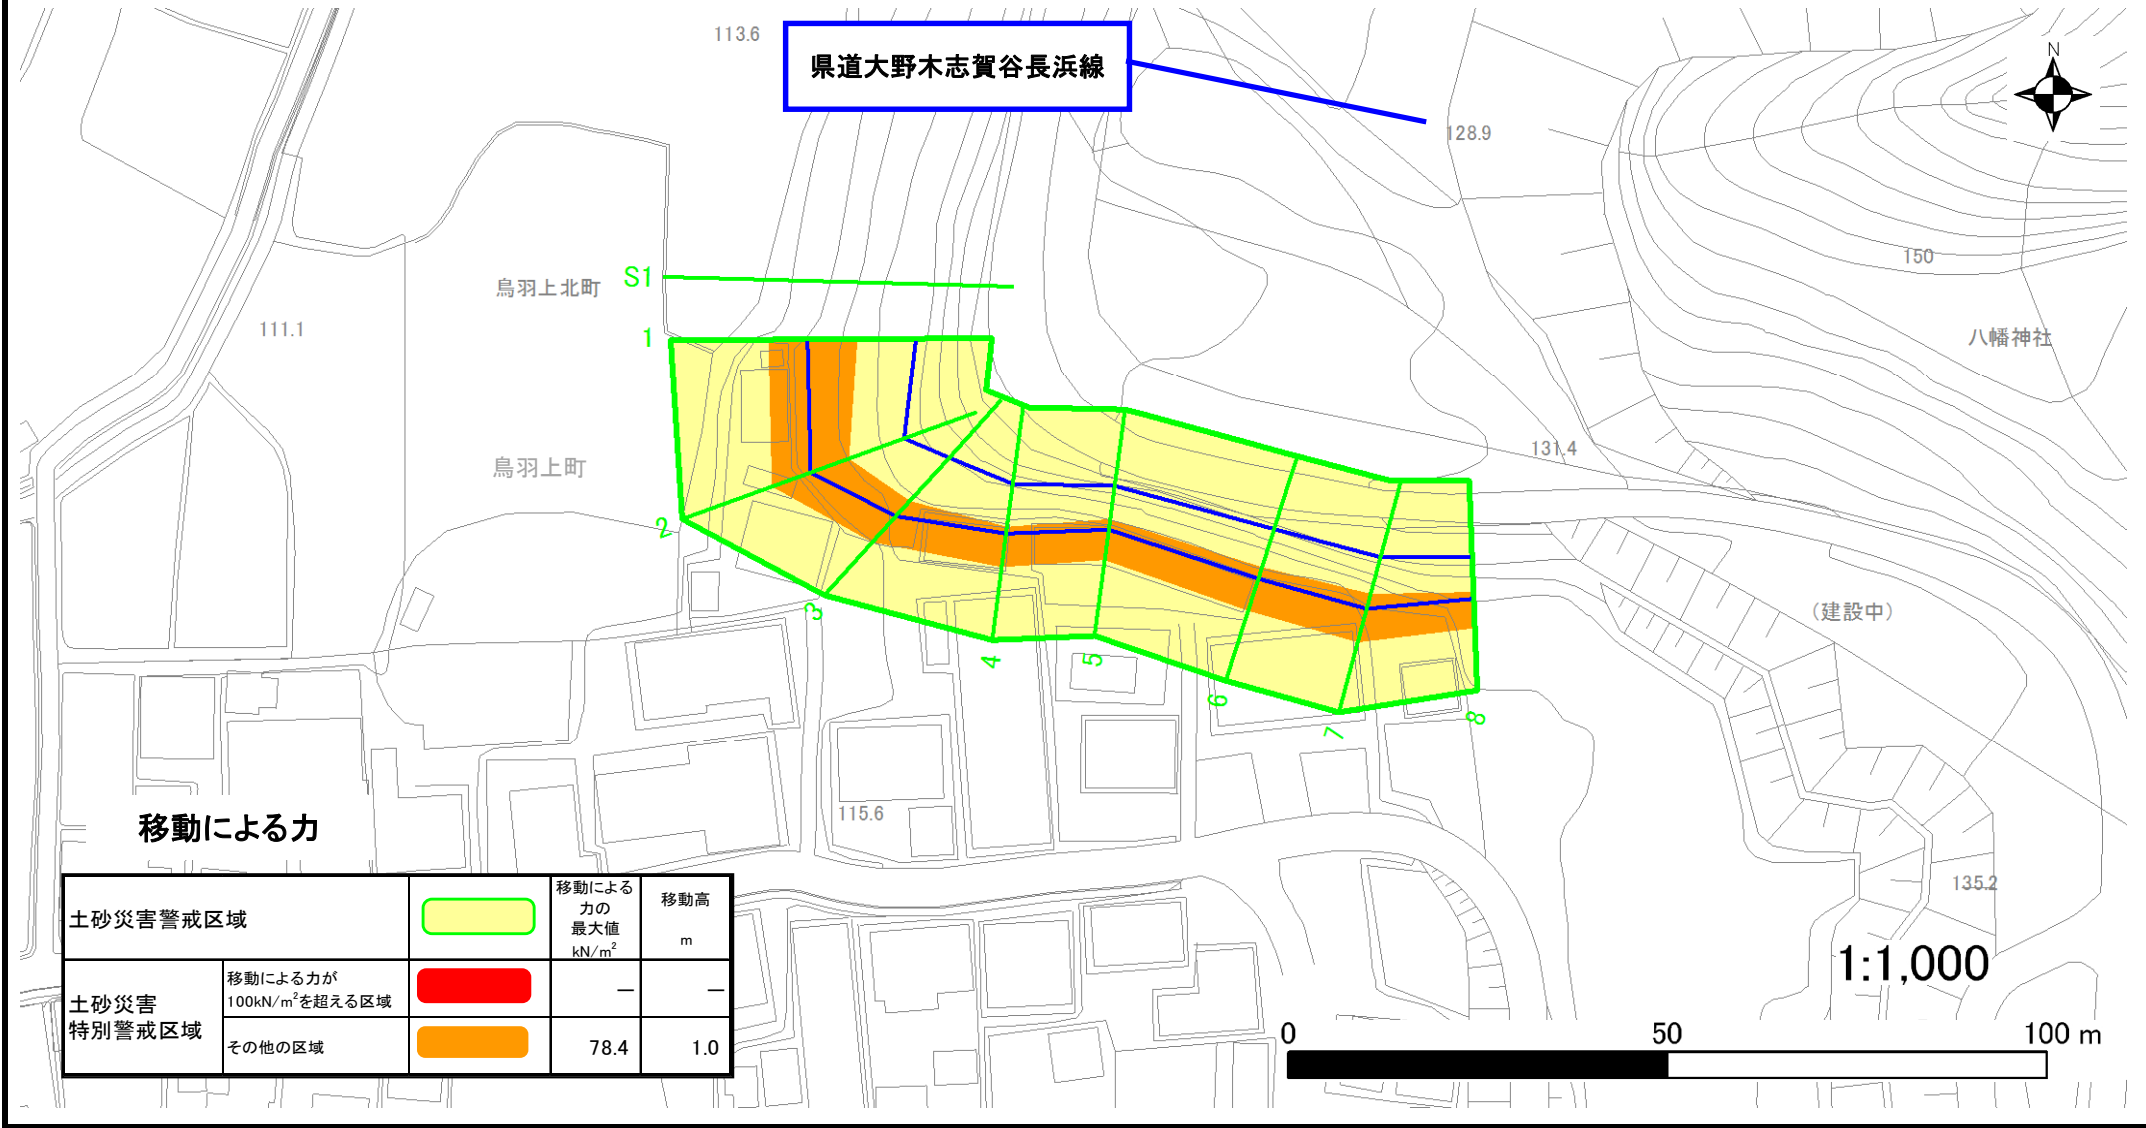 113.6
県道大野木志賀谷長浜線
N
128.9
150
鳥羽上北町
S1
111.1
1
八幡神社
131.4
鳥羽上町
2
3
4
5
6
7
8
(建設中)
115.6
135.2
移動による力
土砂災害警戒区域
移動による
力の
最大値
kN/m²
移動高
m
土砂災害
特別警戒区域
移動による力が
100kN/m²を超える区域
—
—
その他の区域
78.4
1.0
1:1,000
0
50
100 m